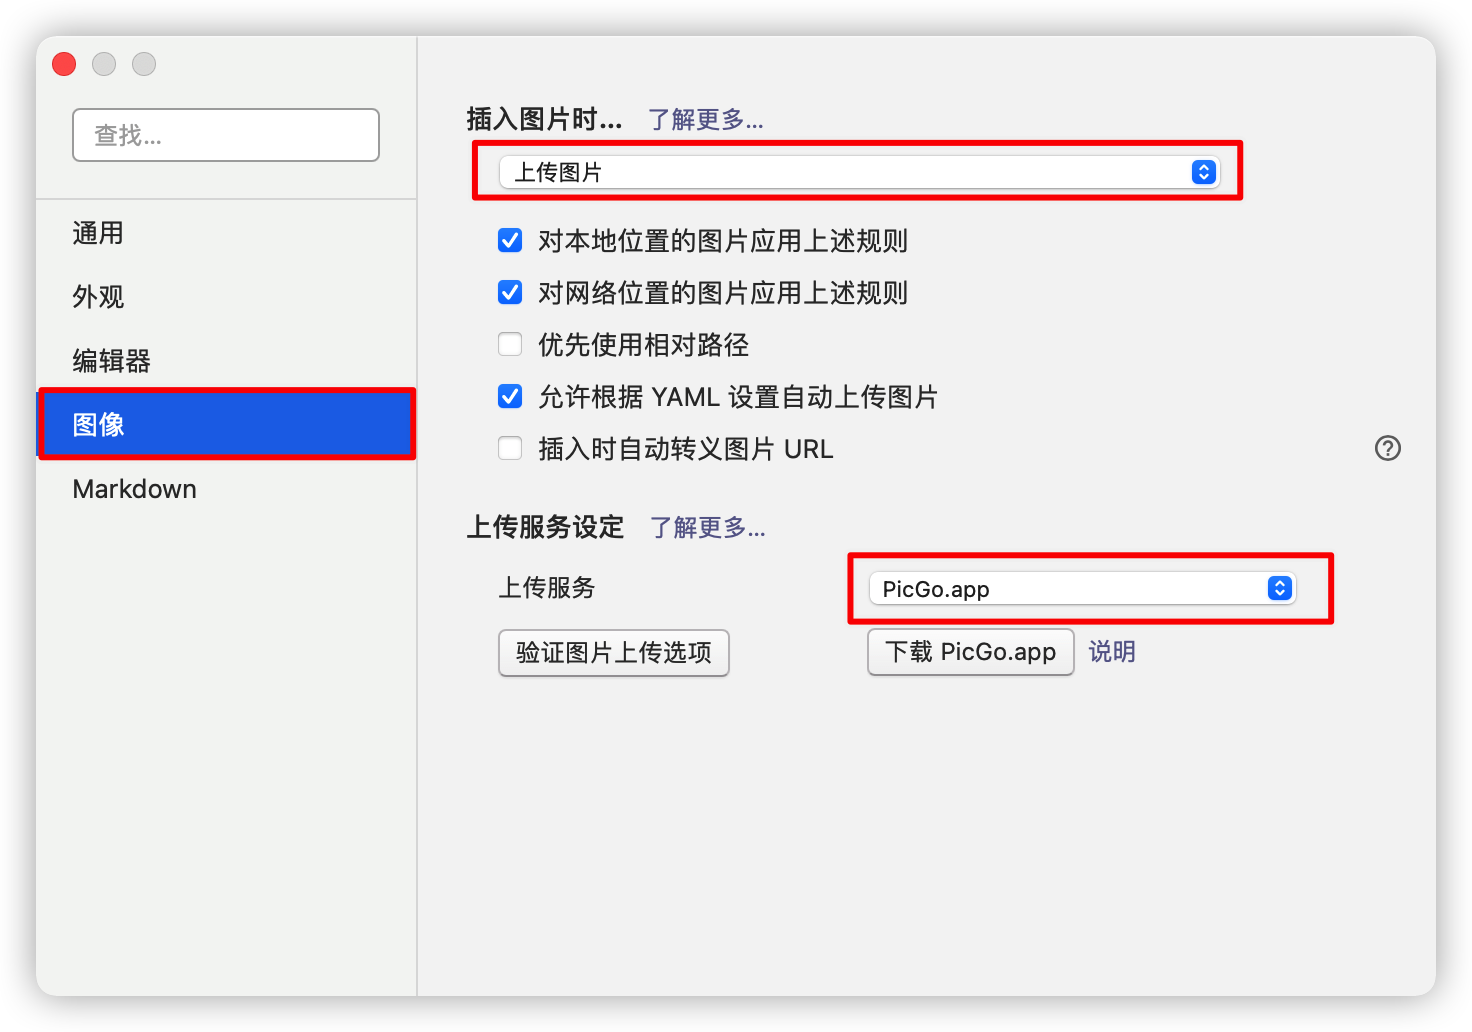 查找...
通用
外观
编辑器
图像
Markdown
插入图片时... 了解更多...
上传图片
对本地位置的图片应用上述规则
对网络位置的图片应用上述规则
优先使用相对路径
允许根据 YAML 设置自动上传图片
插入时自动转义图片 URL
?
上传服务设定 了解更多...
上传服务 PicGo.app
验证图片上传选项 下载 PicGo.app 说明